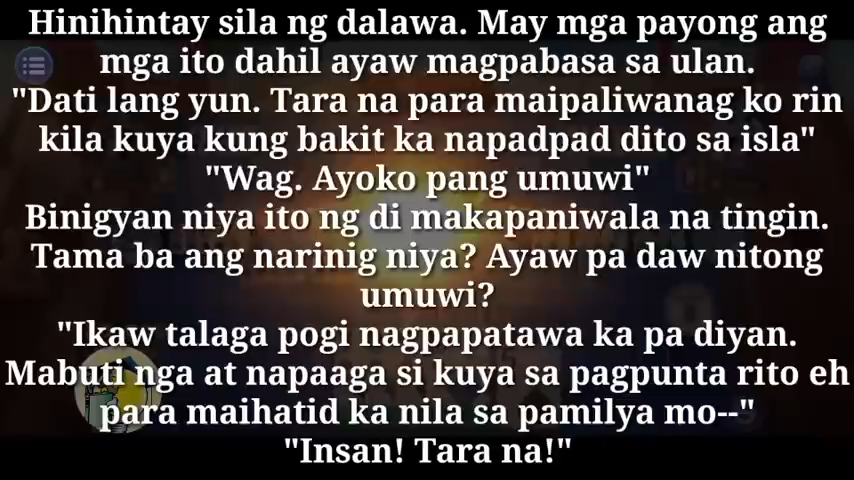 Hinihintay sila ng dalawa. May mga payong ang
mga ito dahil ayaw magpabasa sa ulan.
"Dati lang yun. Tara na para maipaliwanag ko rin
kila kuya kung bakit ka napadpad dito sa isla"
"Wag. Ayoko pang umuwi"
Binigyan niya ito ng di makapaniwala na tingin.
Tama ba ang narinig niya? Ayaw pa daw nitong
umuwi?
"Ikaw talaga pogi nagpapatawa ka pa diyan.
Mabuti nga at napaaga si kuya sa pagpunta rito eh
para maihatid ka nila sa pamilya mo--"
"Insan! Tara na!"